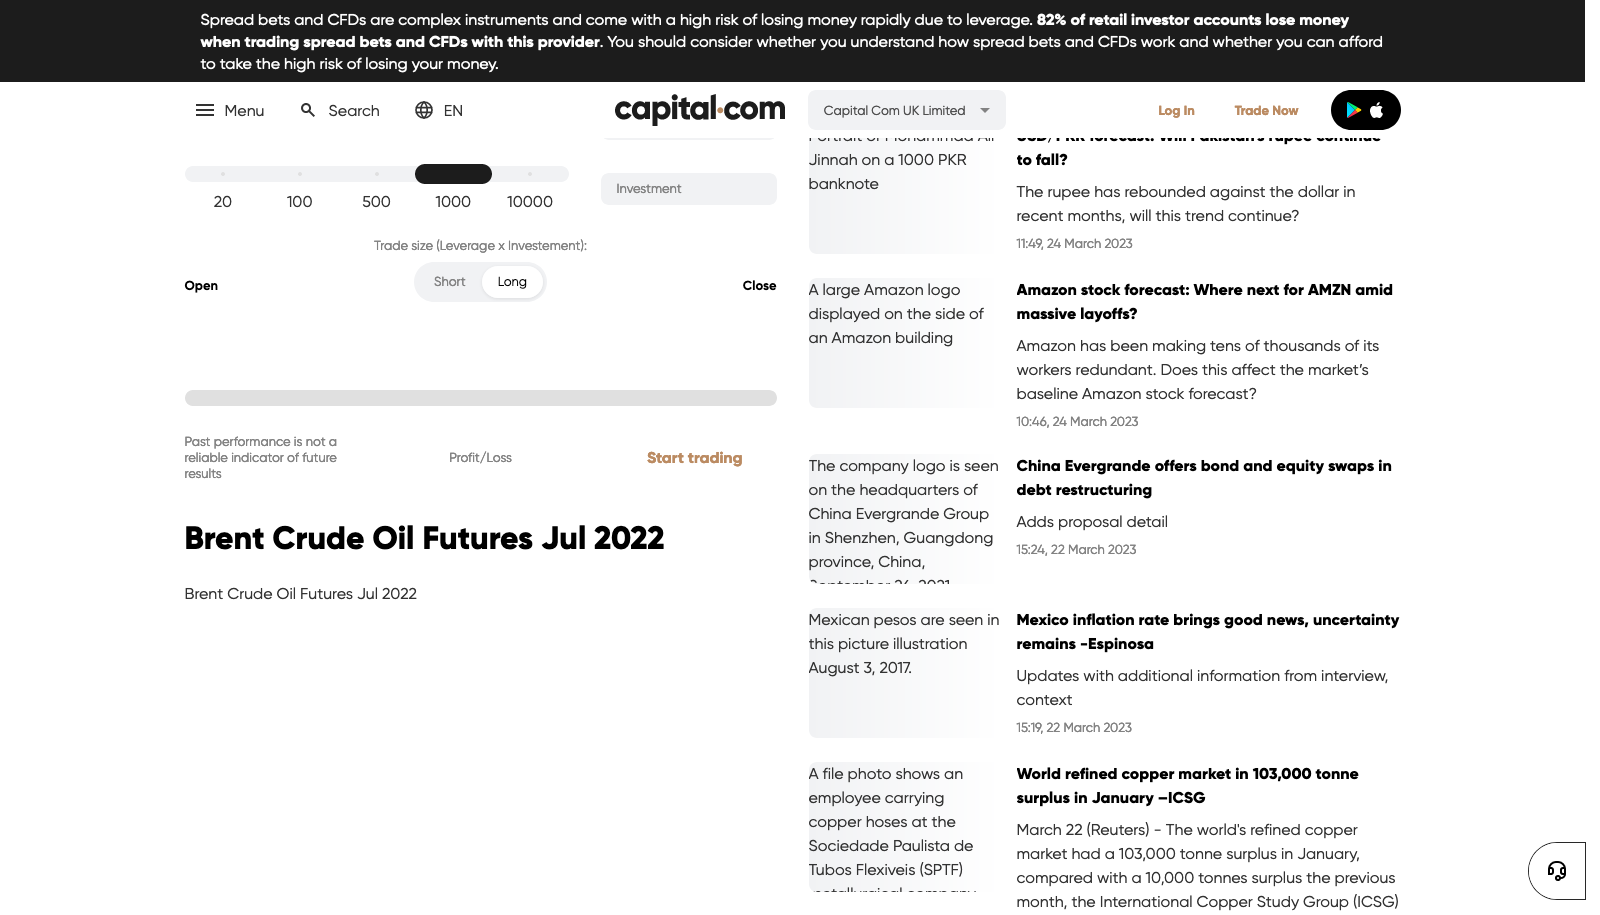 Spread bets and CFDs are complex instruments and come with a high risk of losing money rapidly due to leverage. 82% of retail investor accounts lose money
when trading spread bets and CFDs with this provider. You should consider whether you understand how spread bets and CFDs work and whether you can afford
to take the high risk of losing your money.
Menu
Search
EN
capital.com
Capital Com UK Limited
Log In
Trade Now
20
100
500
1000
10000
Investment
Trade size (Leverage x Investement):
Open
Short
Long
Close
Past performance is not a
reliable indicator of future
results
Profit/Loss
Start trading
Brent Crude Oil Futures Jul 2022
Brent Crude Oil Futures Jul 2022
Portrait of Mohammad Ali
Jinnah on a 1000 PKR
banknote
USD/PKR forecast: Will Pakistan's rupee continue
to fall?
The rupee has rebounded against the dollar in
recent months, will this trend continue?
11:49, 24 March 2023
A large Amazon logo
displayed on the side of
an Amazon building
Amazon stock forecast: Where next for AMZN amid
massive layoffs?
Amazon has been making tens of thousands of its
workers redundant. Does this affect the market’s
baseline Amazon stock forecast?
10:46, 24 March 2023
The company logo is seen
on the headquarters of
China Evergrande Group
in Shenzhen, Guangdong
province, China,
September 26, 2021
China Evergrande offers bond and equity swaps in
debt restructuring
Adds proposal detail
15:24, 22 March 2023
Mexican pesos are seen in
this picture illustration
August 3, 2017.
Mexico inflation rate brings good news, uncertainty
remains -Espinosa
Updates with additional information from interview,
context
15:19, 22 March 2023
A file photo shows an
employee carrying
copper hoses at the
Sociedade Paulista de
Tubos Flexiveis (SPTF)
metallurgical company
World refined copper market in 103,000 tonne
surplus in January –ICSG
March 22 (Reuters) - The world's refined copper
market had a 103,000 tonne surplus in January,
compared with a 10,000 tonnes surplus the previous
month, the International Copper Study Group (ICSG)